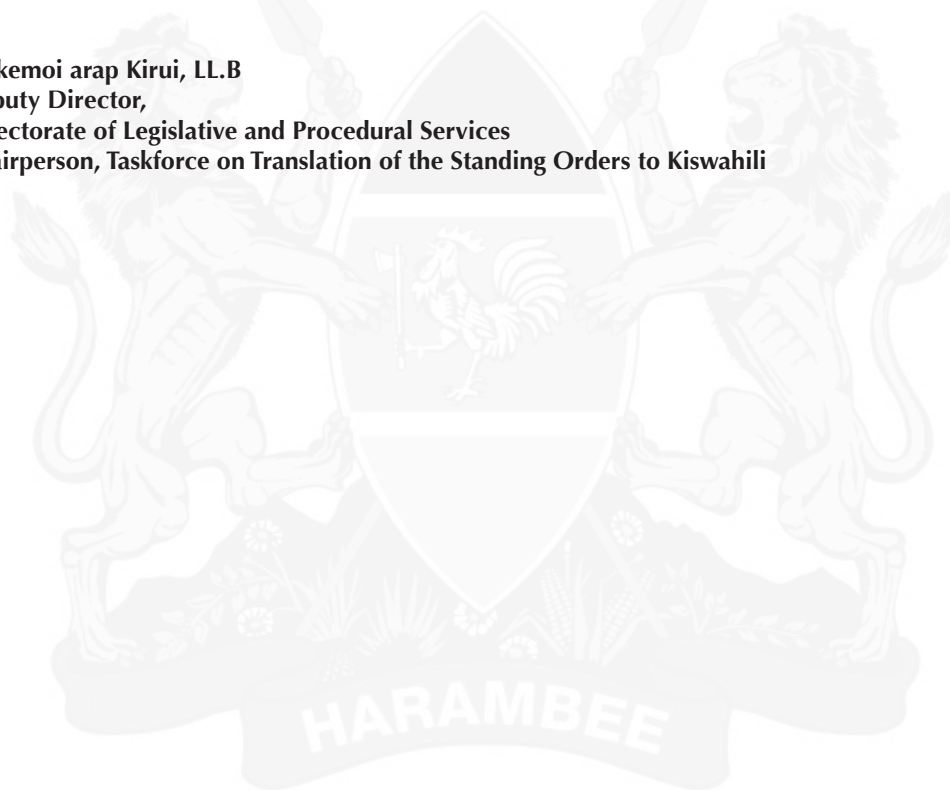 kemoi arap Kirui, LL.B
puty Director,
ectorate of Legislative and Procedural Services
airperson, Taskforce on Translation of the Standing Orders to Kiswahili
HARAMBEE